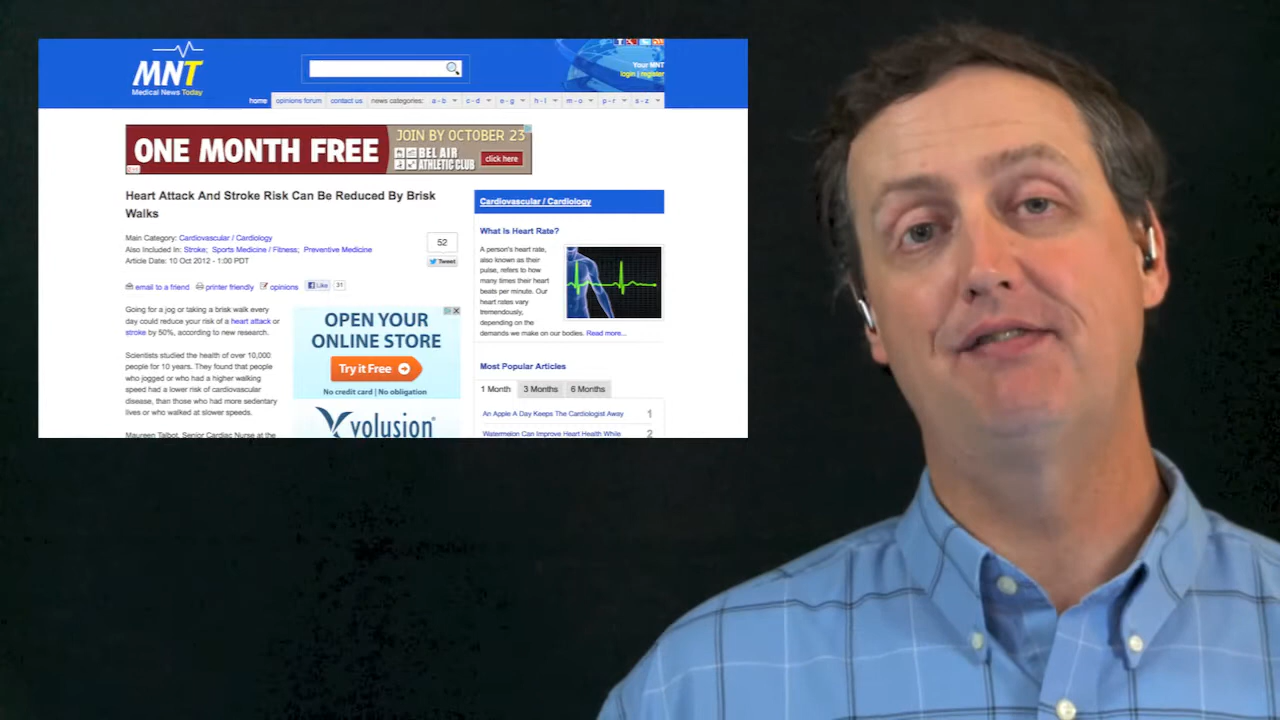 MNT
Medical News Today
Your MNT
login | register
home opinions forum contact us news categories: a - b c - d e - g h - l m - o p - r s - z
ONE MONTH FREE
JOIN BY OCTOBER 23
BEL AIR
ATHLETIC CLUB
click here
Heart Attack And Stroke Risk Can Be Reduced By Brisk
Walks
Main Category: Cardiovascular / Cardiology
Also Included In: Stroke; Sports Medicine / Fitness; Preventive Medicine
Article Date: 10 Oct 2012 - 1:00 PDT
52
Tweet
email to a friend printer friendly opinions Like 31
Going for a jog or taking a brisk walk every
day could reduce your risk of a heart attack or
stroke by 50%, according to new research.
Scientists studied the health of over 10,000
people for 10 years. They found that people
who jogged or who had a higher walking
speed had a lower risk of cardiovascular
disease, than those who had more sedentary
lives or who walked at slower speeds.
Maureen Talbot, Senior Cardiac Nurse at the
OPEN YOUR
ONLINE STORE
Try it Free
No credit card | No obligation
Volusion
Cardiovascular / Cardiology
What Is Heart Rate?
A person's heart rate,
also known as their
pulse, refers to how
many times their heart
beats per minute. Our
heart rates vary
tremendously,
depending on the
demands we make on our bodies. Read more...
Most Popular Articles
1 Month 3 Months 6 Months
An Apple A Day Keeps The Cardiologist Away 1
Watermelon Can Improve Heart Health While 2